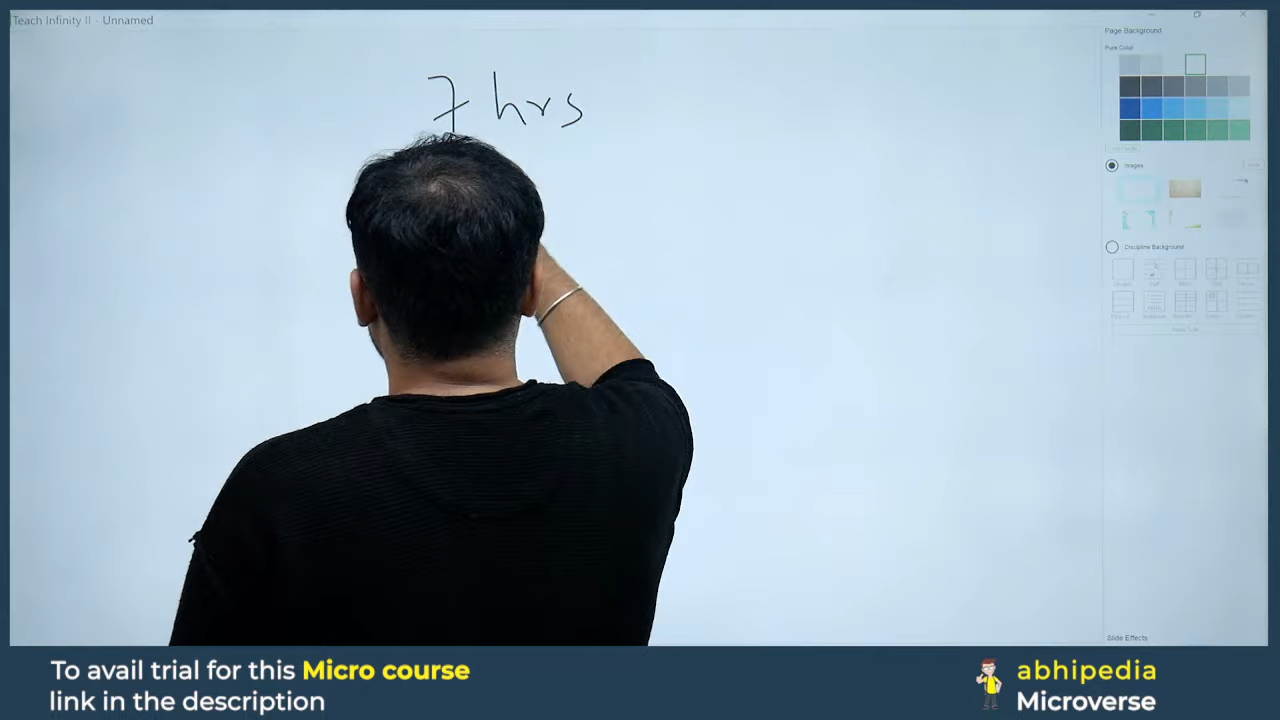 Teach Infinity II - Unnamed
Page Background
Pure Color
7 hrs
Images
Discipline Background
Slide Effects
To avail trial for this Micro course
link in the description
abhipedia
Microverse